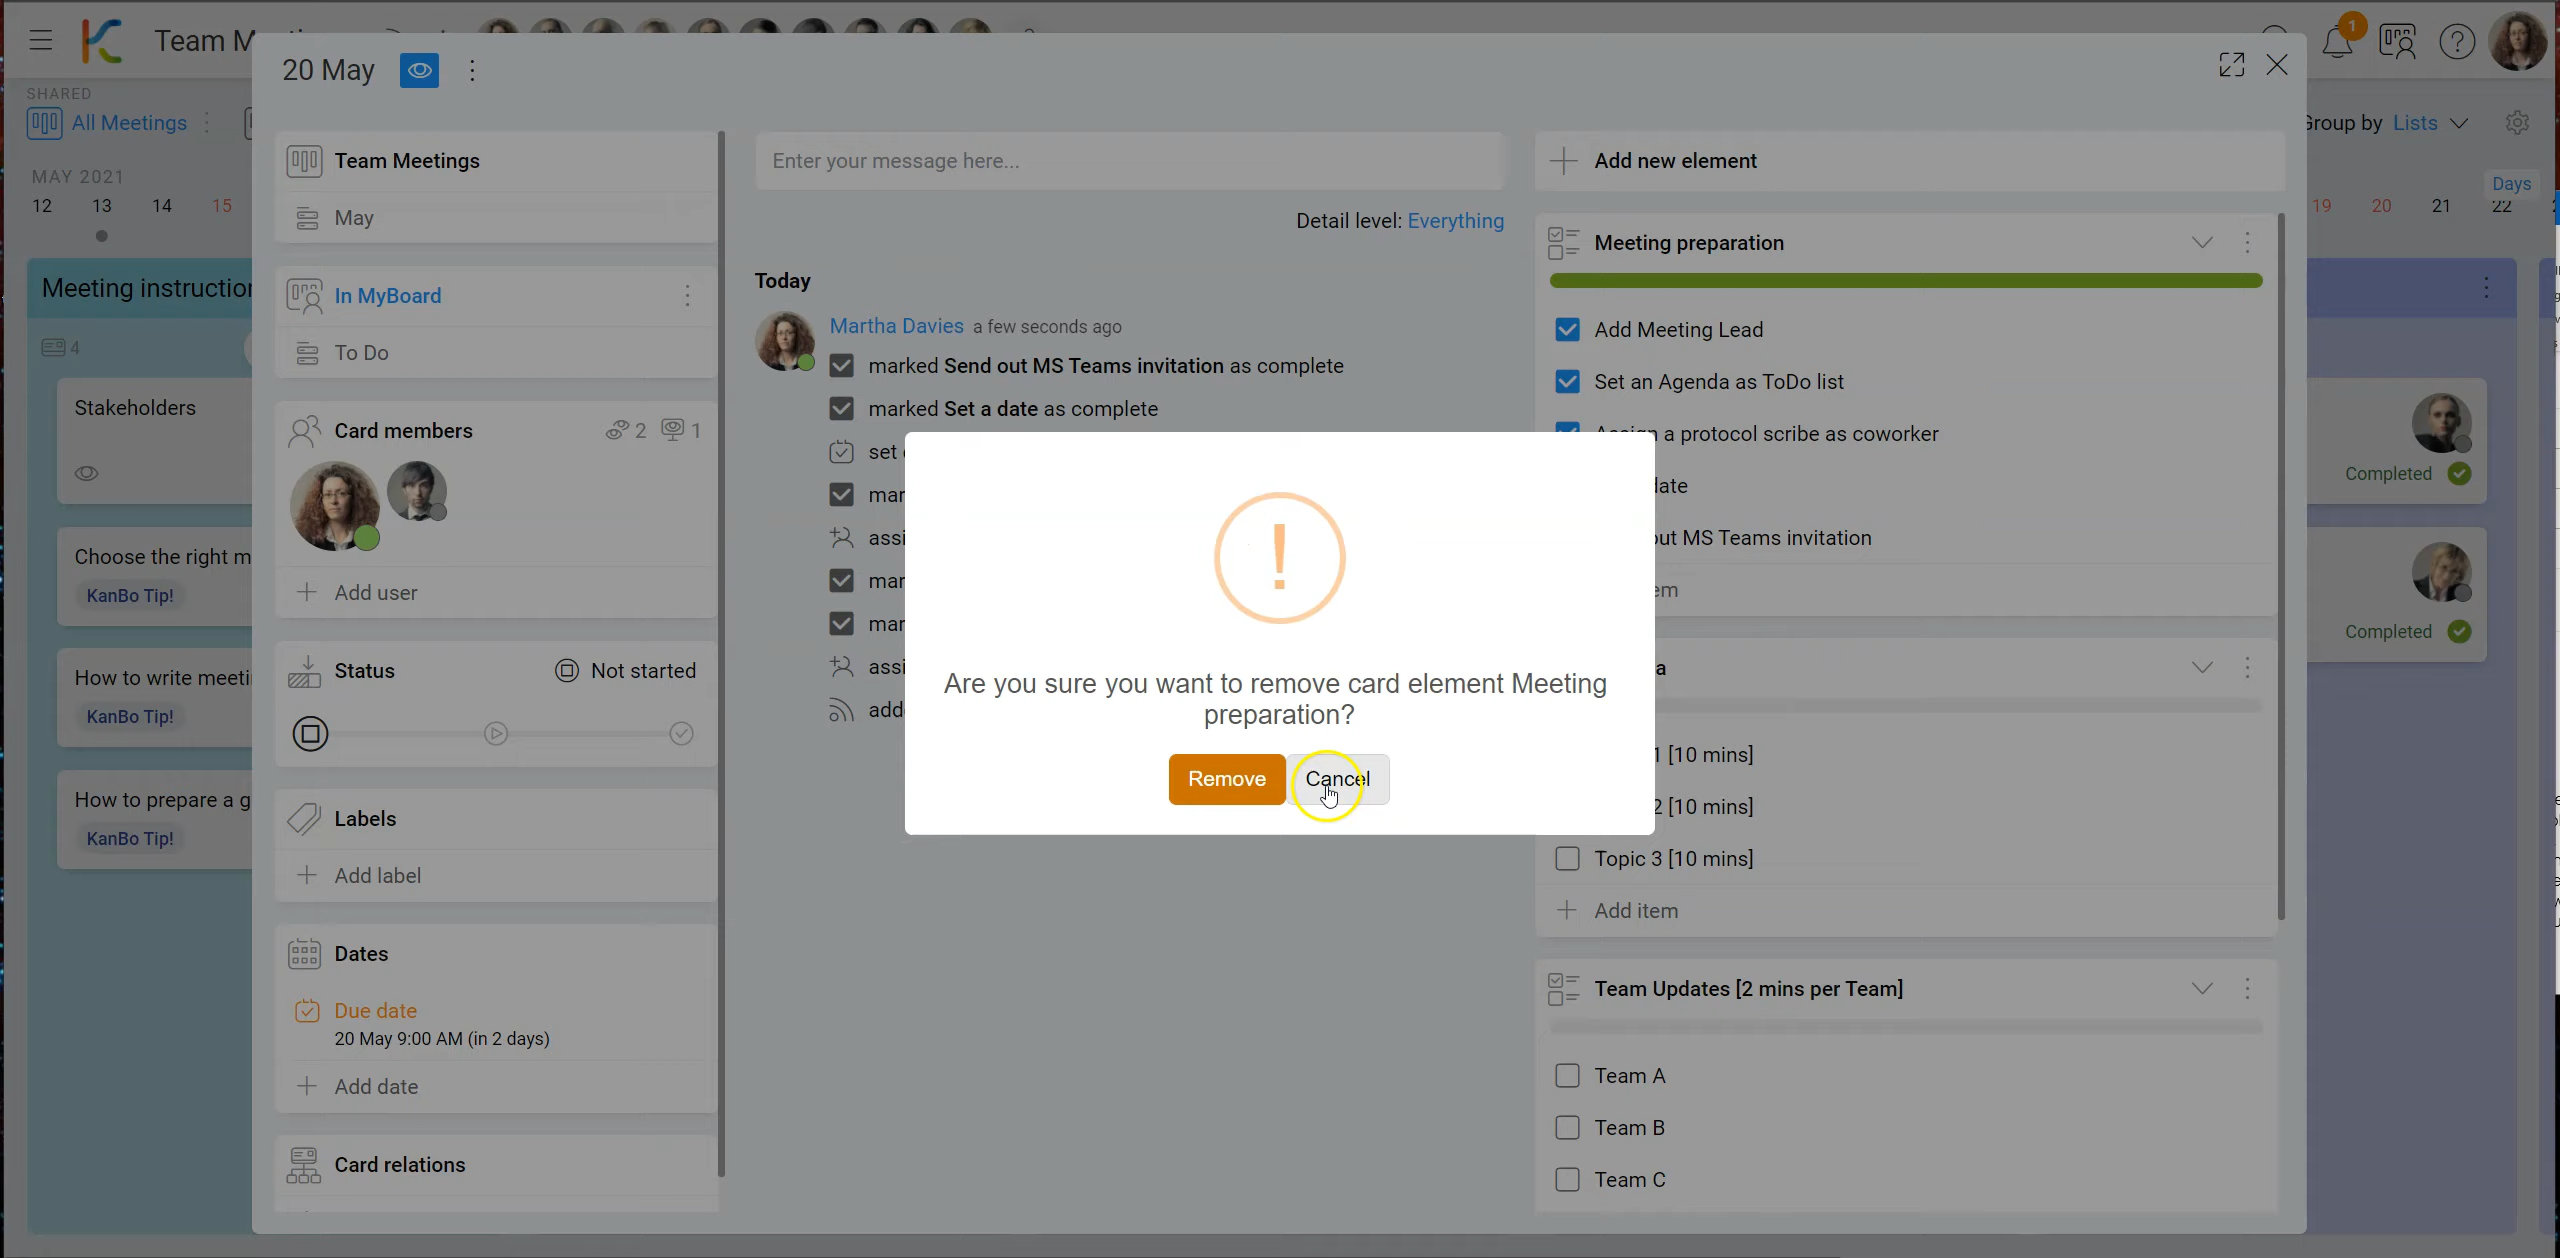 Team M
1
20 May
SHARED
All Meetings
Group by Lists
MAY 2021
12 13 14 15
Days
19 20 21 22
Meeting instruction
4
Stakeholders
Choose the right m
KanBo Tip!
How to write meeti
KanBo Tip!
How to prepare a g
KanBo Tip!
Team Meetings
May
In MyBoard
To Do
Card members
2 1
Add user
Status
Not started
Labels
Add label
Dates
Due date
20 May 9:00 AM (in 2 days)
Add date
Card relations
Enter your message here...
Detail level: Everything
Today
Martha Davies a few seconds ago
marked Send out MS Teams invitation as complete
marked Set a date as complete
set
mar
assi
mar
mar
assi
add
Are you sure you want to remove card element Meeting
preparation?
Remove Cancel
Add new element
Meeting preparation
Add Meeting Lead
Set an Agenda as ToDo list
a protocol scribe as coworker
date
out MS Teams invitation
em
a
1 [10 mins]
2 [10 mins]
Topic 3 [10 mins]
Add item
Team Updates [2 mins per Team]
Team A
Team B
Team C
Completed
Completed